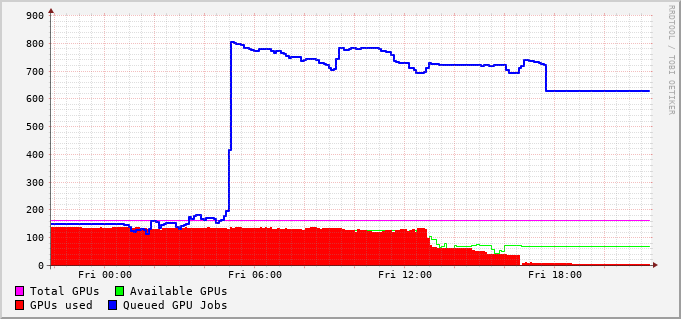 900
800
700
600
500
400
300
200
100
0
Fri 00:00 Fri 06:00 Fri 12:00 Fri 18:00
Total GPUs Available GPUs
GPUs used Queued GPU Jobs
RRDTOOL / TOBI OETIKER